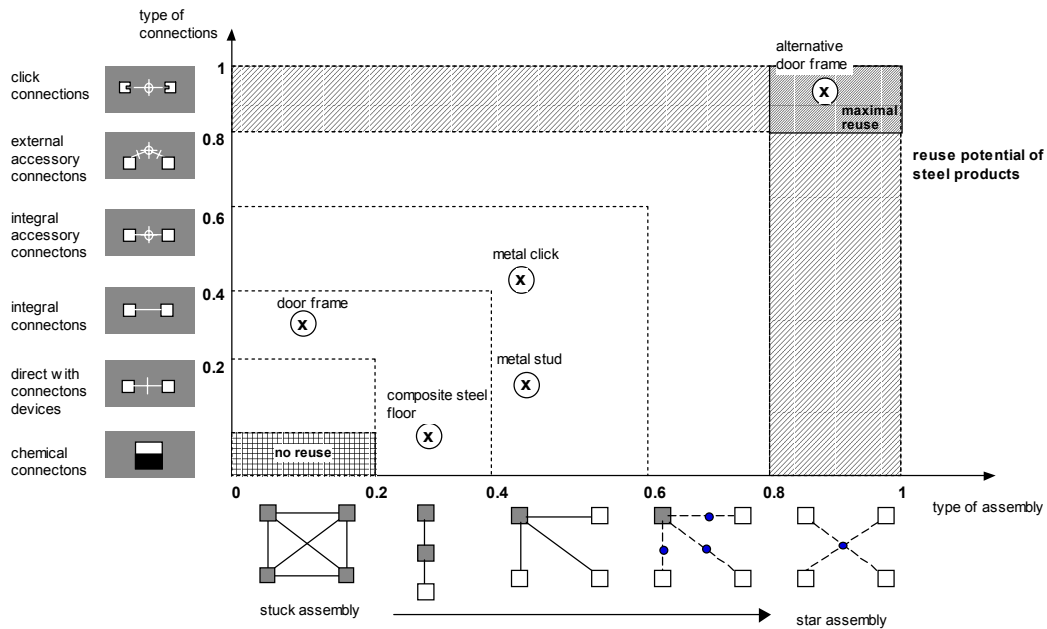 type of
connections
click
connections
external
accessory
connectons
integral
accessory
connectons
integral
connectons
direct with
connectons
devices
chemical
connectons
1
0.8
0.6
0.4
0.2
alternative
door frame
x
maximal
reuse
reuse potential of
steel products
metal click
x
door frame
x
metal stud
x
composite steel
floor
x
no reuse
0
0.2
0.4
0.6
0.8
1
type of assembly
stuck assembly
star assembly